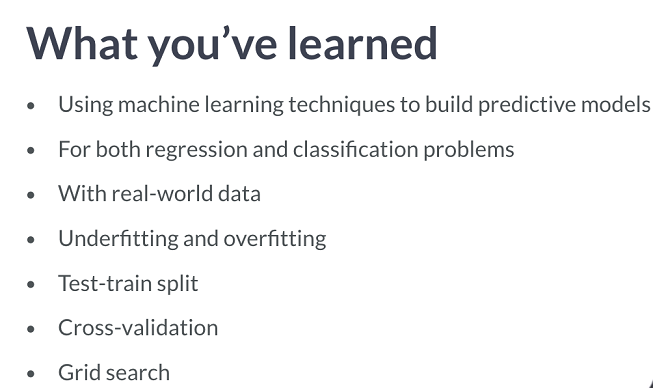 What you’ve learned
• Using machine learning techniques to build predictive models
• For both regression and classification problems
• With real-world data
• Underfitting and overfitting
• Test-train split
• Cross-validation
• Grid search